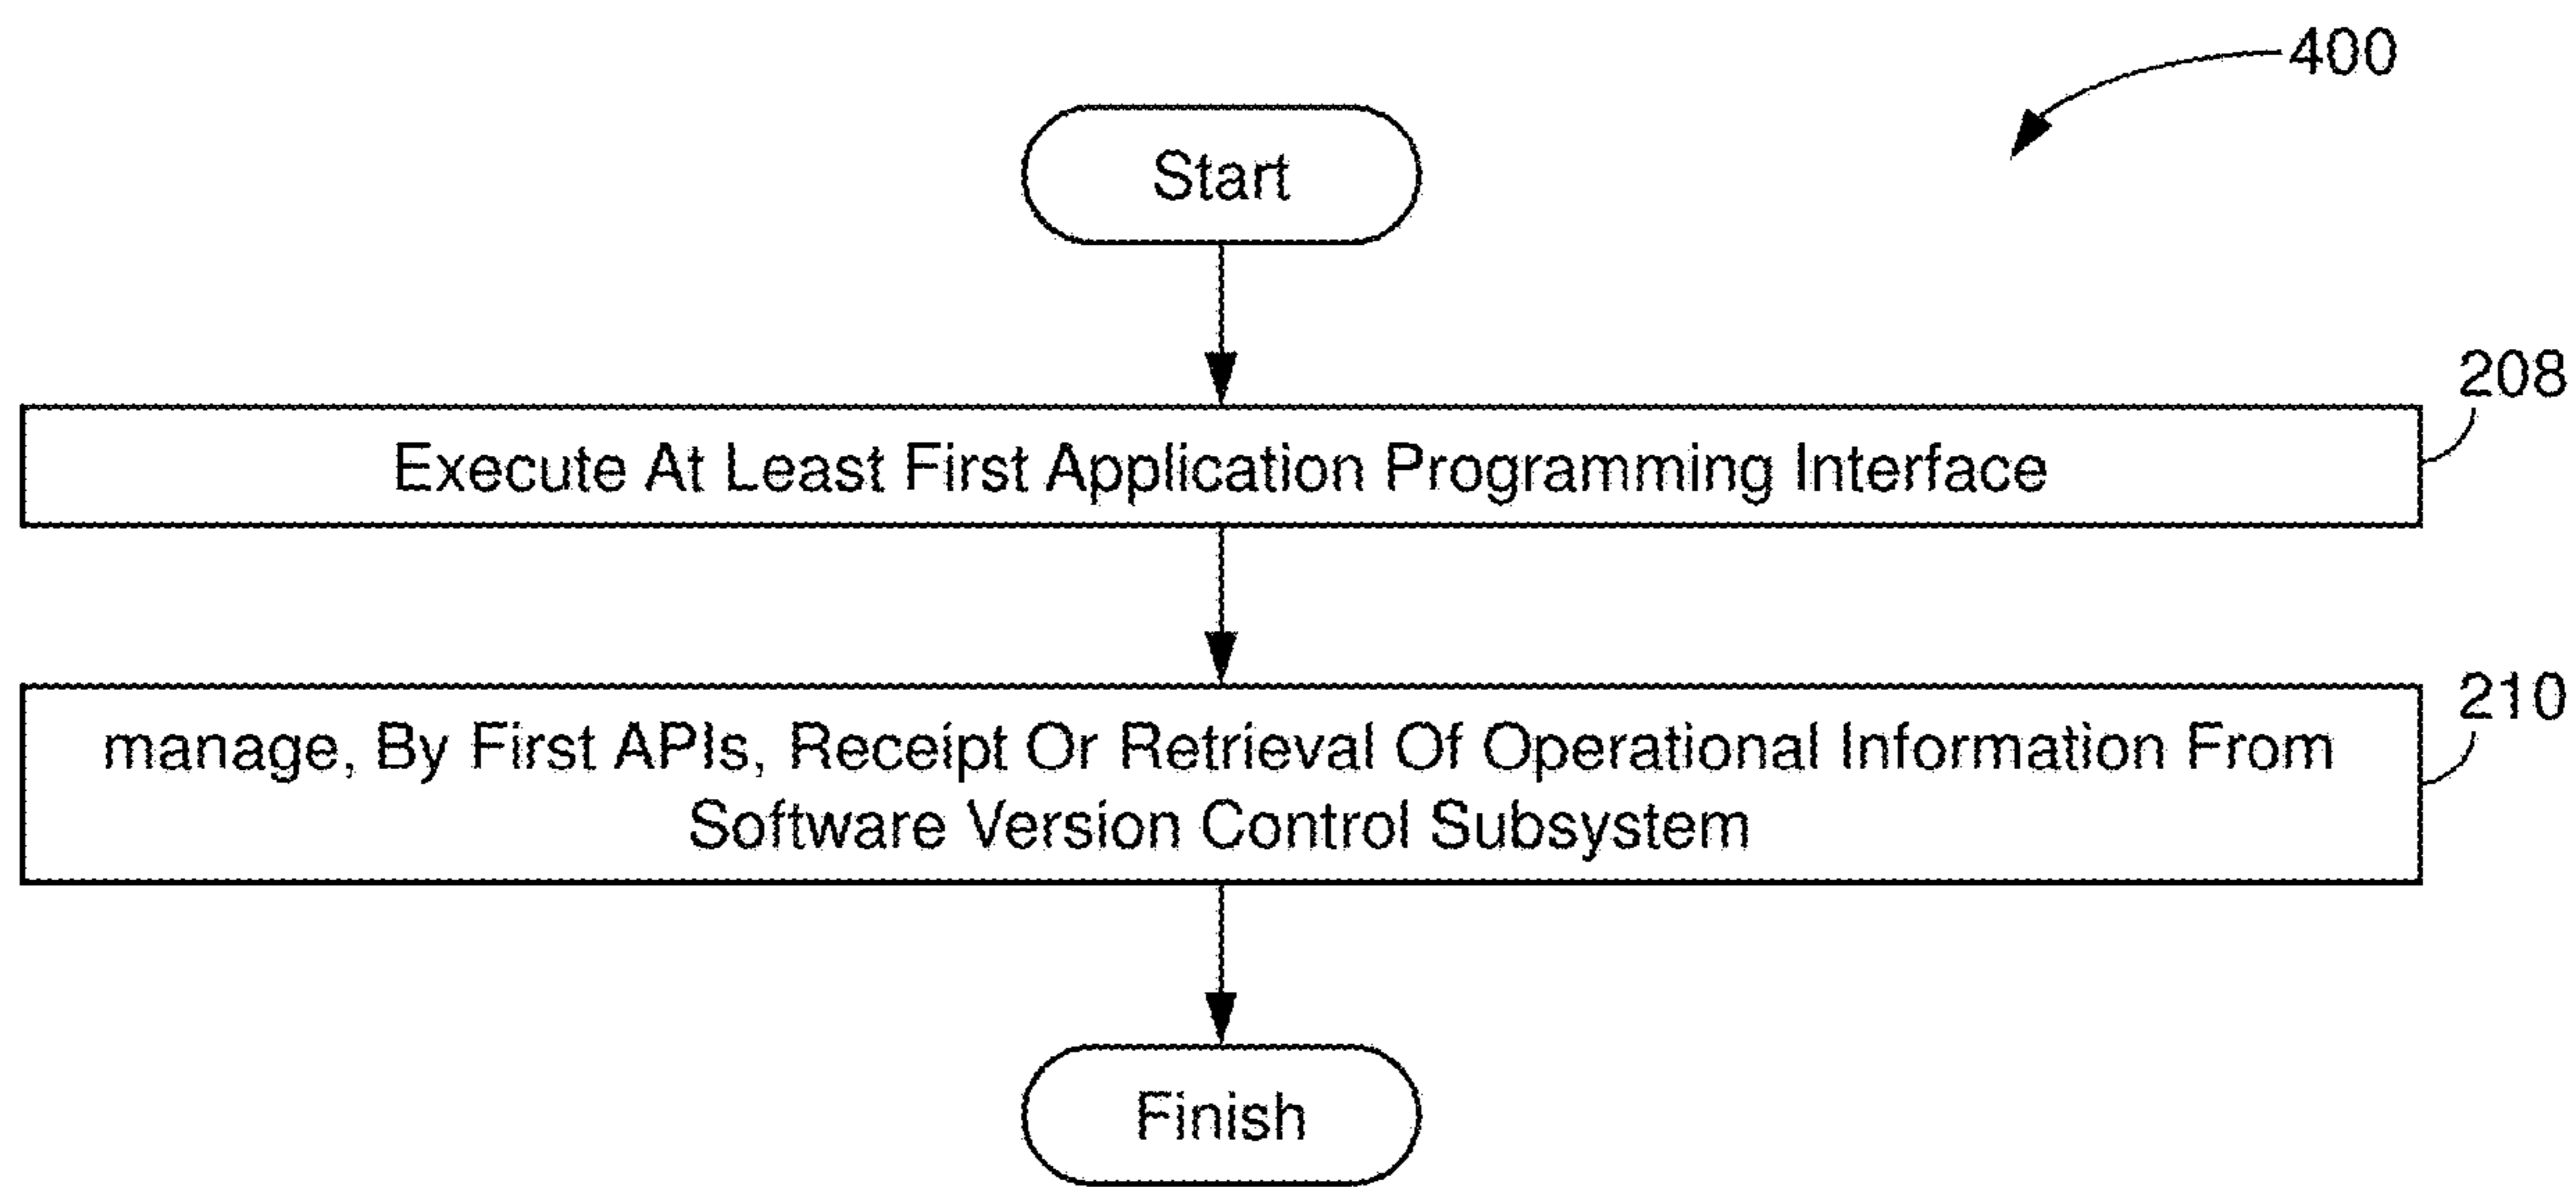 400
Start
208
Execute At Least First Application Programming Interface
210
manage, By First APIs, Receipt Or Retrieval Of Operational Information From
Software Version Control Subsystem
Finish